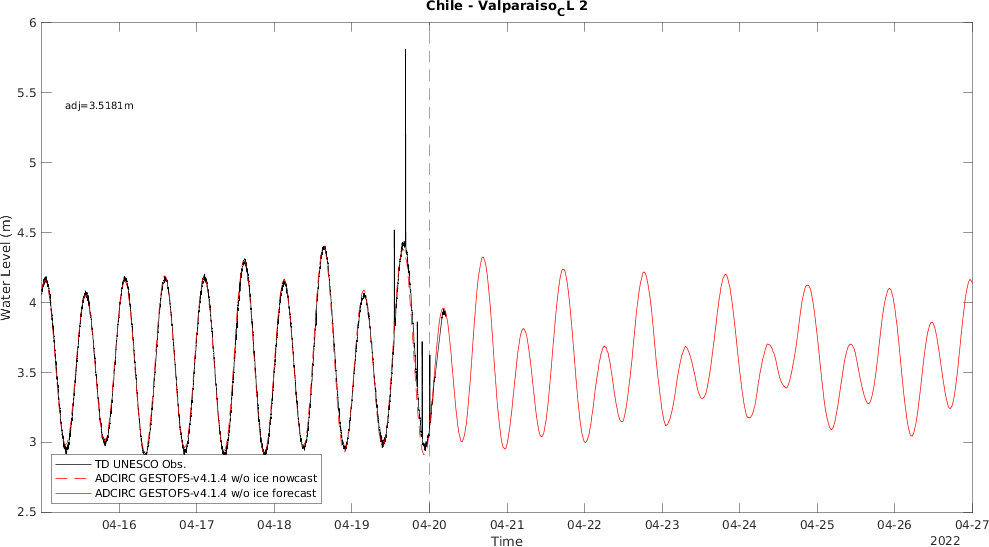 Chile - ValparaisoCL 2
6
5.5
adj=3.5181m
5
4.5
4
Water Level (m)
3.5
3
2.5
TD UNESCO Obs.
ADCIRC GESTOFS-v4.1.4 w/o ice nowcast
ADCIRC GESTOFS-v4.1.4 w/o ice forecast
04-16 04-17 04-18 04-19 04-20 04-21 04-22 04-23 04-24 04-25 04-26 04-27
Time
2022